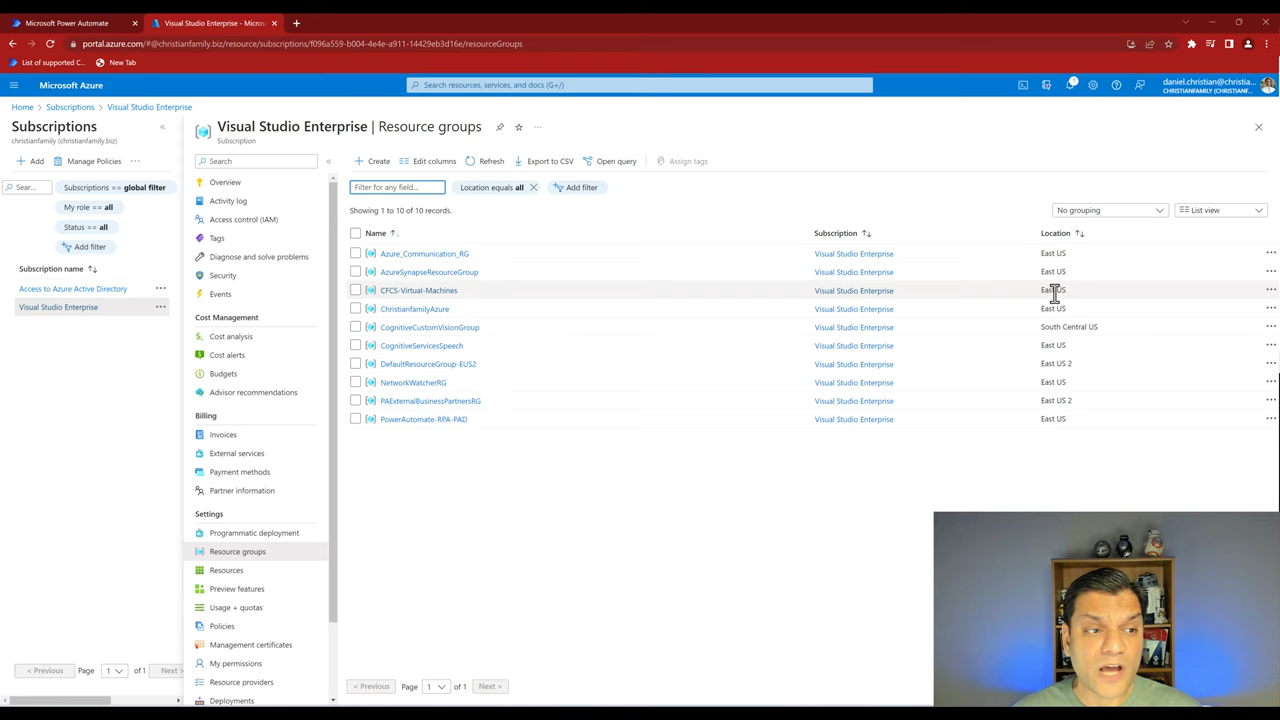 Microsoft Power Automate
Visual Studio Enterprise - Micros
portal.azure.com/#@christianfamily.biz/resource/subscriptions/f096a559-b004-4e4e-a911-14429eb3d16e/resourceGroups
List of supported C...
New Tab
Microsoft Azure
Search resources, services, and docs (G+/)
1
daniel.christian@christia...
CHRISTIANFAMILY (CHRISTIANF...
Home > Subscriptions > Visual Studio Enterprise
Subscriptions
christianfamily (christianfamily.biz)
+ Add
Manage Policies
...
Sear...
Subscriptions == global filter
My role == all
Status == all
Add filter
Subscription name
Access to Azure Active Directory
...
Visual Studio Enterprise
...
< Previous
Page
1
of 1
Next >
Visual Studio Enterprise | Resource groups
...
Subscription
Search
Overview
Activity log
Access control (IAM)
Tags
Diagnose and solve problems
Security
Events
Cost Management
Cost analysis
Cost alerts
Budgets
Advisor recommendations
Billing
Invoices
External services
Payment methods
Partner information
Settings
Programmatic deployment
Resource groups
Resources
Preview features
Usage + quotas
Policies
Management certificates
My permissions
Resource providers
Deployments
+ Create
Edit columns
Refresh
Export to CSV
Open query
Assign tags
Filter for any field...
Location equals all
Add filter
Showing 1 to 10 of 10 records.
No grouping
List view
Name
Subscription
Location
Azure_Communication_RG Visual Studio Enterprise East US ...
AzureSynapseResourceGroup Visual Studio Enterprise East US ...
CFCS-Virtual-Machines Visual Studio Enterprise East US ...
ChristianfamilyAzure Visual Studio Enterprise East US ...
CognitiveCustomVisionGroup Visual Studio Enterprise South Central US ...
CognitiveServicesSpeech Visual Studio Enterprise East US ...
DefaultResourceGroup-EUS2 Visual Studio Enterprise East US 2 ...
NetworkWatcherRG Visual Studio Enterprise East US ...
PAExternalBusinessPartnersRG Visual Studio Enterprise East US 2 ...
PowerAutomate-RPA-PAD Visual Studio Enterprise East US ...
< Previous
Page
1
of 1
Next >